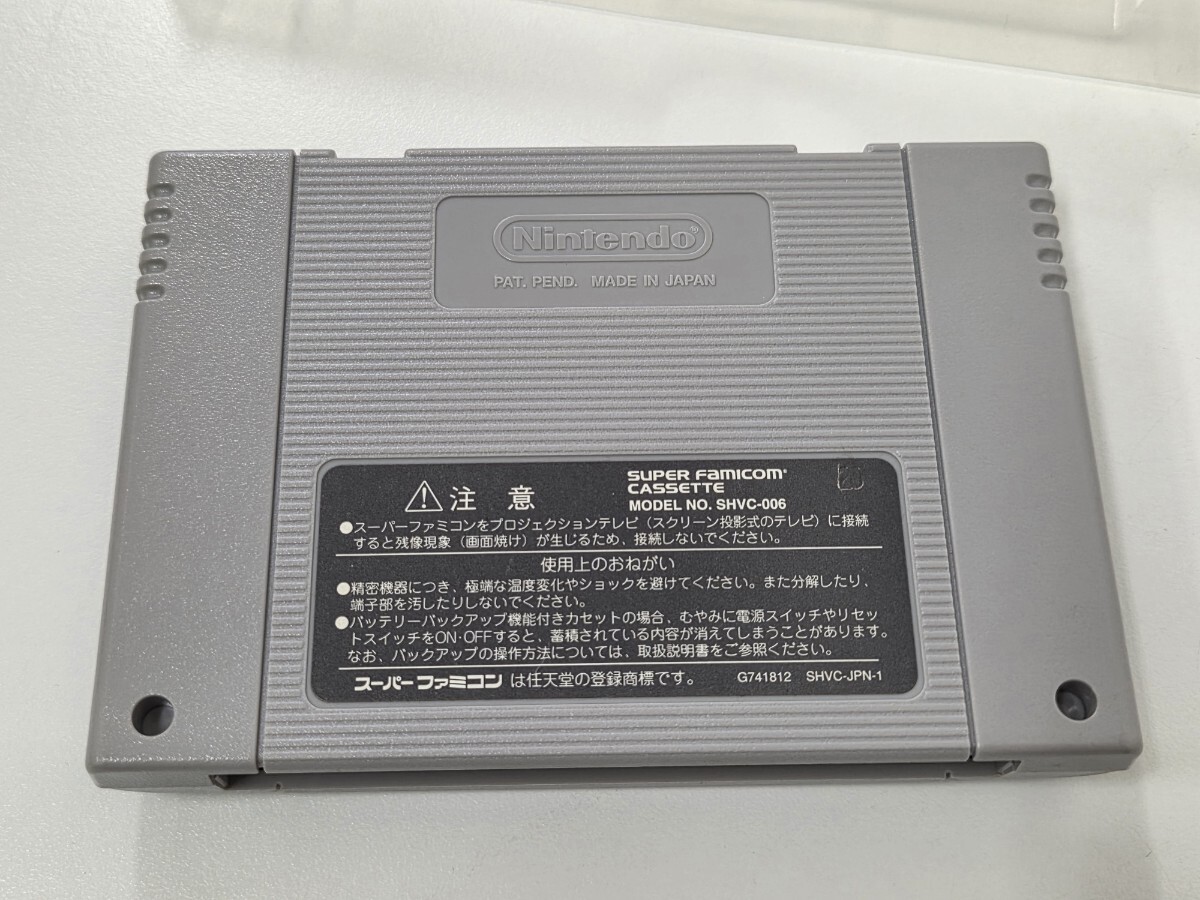 Nintendo®
PAT. PEND. MADE IN JAPAN
⚠注意
SUPER FAMICOM®
CASSETTE
MODEL NO. SHVC-006
●スーパーファミコンをプロジェクションテレビ（スクリーン投影式のテレビ）に接続
すると残像現象（画面焼け）が生じるため、接続しないでください。
使用上のおねがい
●精密機器につき、極端な温度変化やショックを避けてください。また分解したり、
端子部を汚したりしないでください。
●バッテリーバックアップ機能付きカセットの場合、むやみに電源スイッチやリセッ
トスイッチをON·OFFすると、蓄積されている内容が消えてしまうことがあります。
なお、バックアップの操作方法については、取扱説明書をご参照ください。
スーパーファミコンは任天堂の登録商標です。
G741812 SHVC-JPN-1